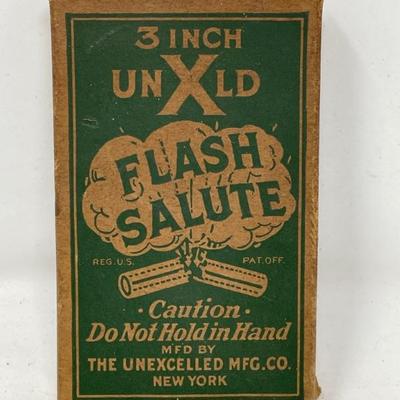 3 INCH
UNXLD
FLASH
SALUTE
REG. U.S. PAT. OFF.
· Caution ·
Do Not Hold in Hand
MFD BY
THE UNEXCELLED MFG. CO.
NEW YORK